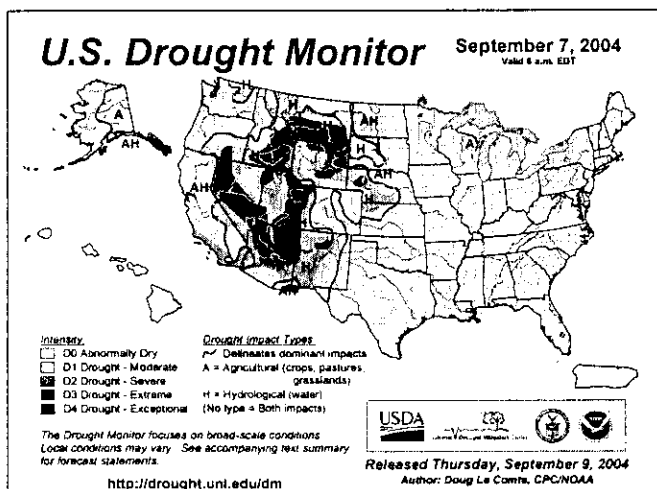 U.S. Drought Monitor
September 7, 2004
Valid 8 a.m. EDT
H
H
A
AH
AH
H
A
AH
AH
H
H
AH
Intensity
D0 Abnormally Dry
D1 Drought - Moderate
D2 Drought - Severe
D3 Drought - Extreme
D4 Drought - Exceptional
Drought Impact Types
Delineates dominant impacts
A = Agricultural (crops, pastures,
grasslands)
H = Hydrological (water)
(No type = Both impacts)
The Drought Monitor focuses on broad-scale conditions
Local conditions may vary. See accompanying text summary
for forecast statements.
http://drought.unl.edu/dm
USDA
Released Thursday, September 9, 2004
Author: Doug Le Comte, CPC/NOAA